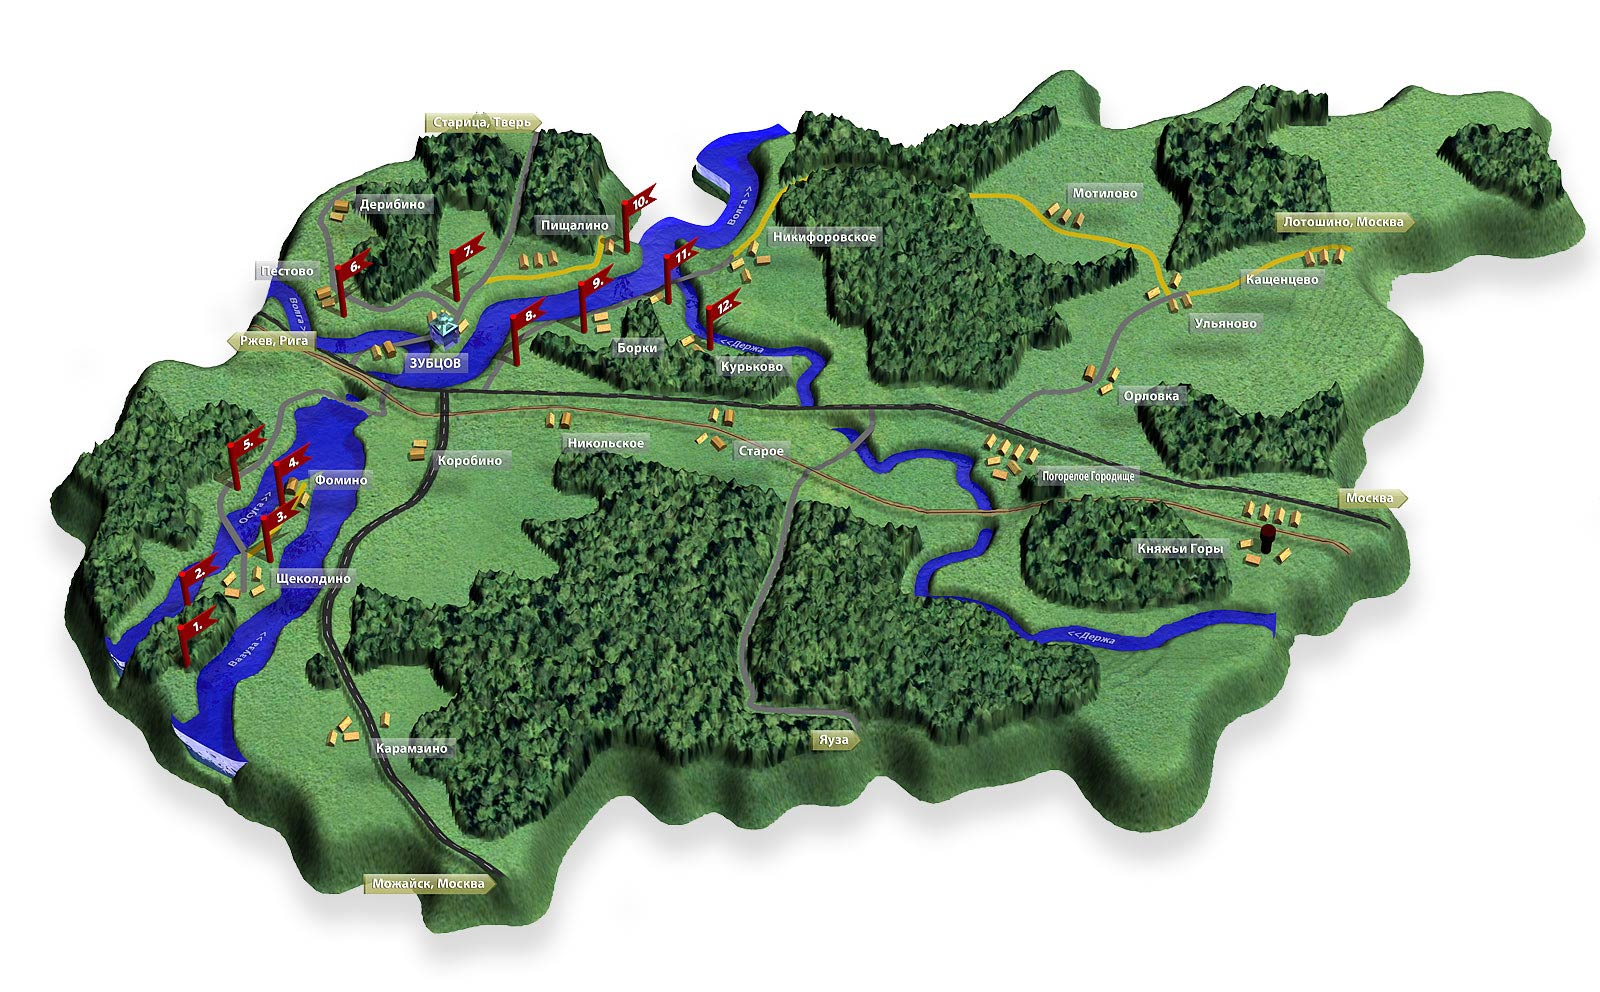 Старица, Тверь
Мотилово
Дерибино
10.
Волга >>
Лотошино, Москва
Пищалино
Никифоровское
7.
11.
6.
Пестово
9.
Кащенцево
Волга >
12.
8.
Ульяново
Ржев, Рига
<<Держа
Борки
ЗУБЦОВ
Курьково
Орловка
5.
Никольское
Старое
4.
Коробино
Фомино
Погорелое Городище
Москва
Осуга >>
3.
Княжьи Горы
2.
Щеколдино
1.
<<Держа
Вазуза >>
Яуза
Карамзино
Можайск, Москва